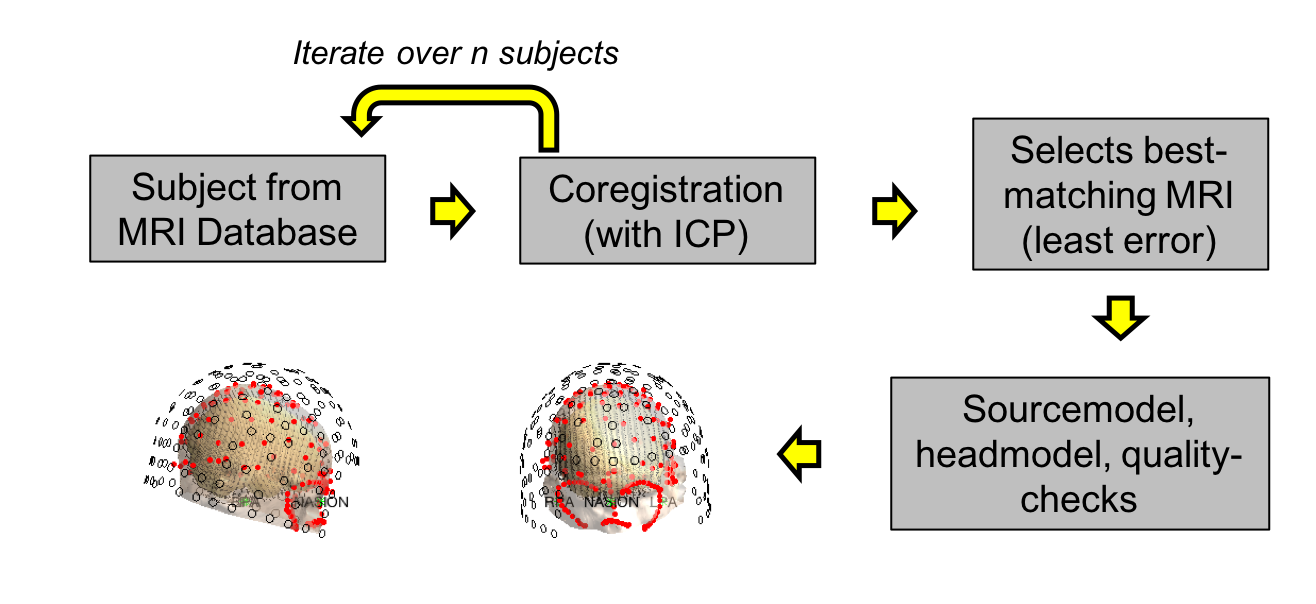 Iterate over n subjects
Subject from
MRI Database
Coregistration
(with ICP)
Selects best-
matching MRI
(least error)
Sourcemodel,
headmodel, quality-
checks
RPA NASION
RPA NASION LPA